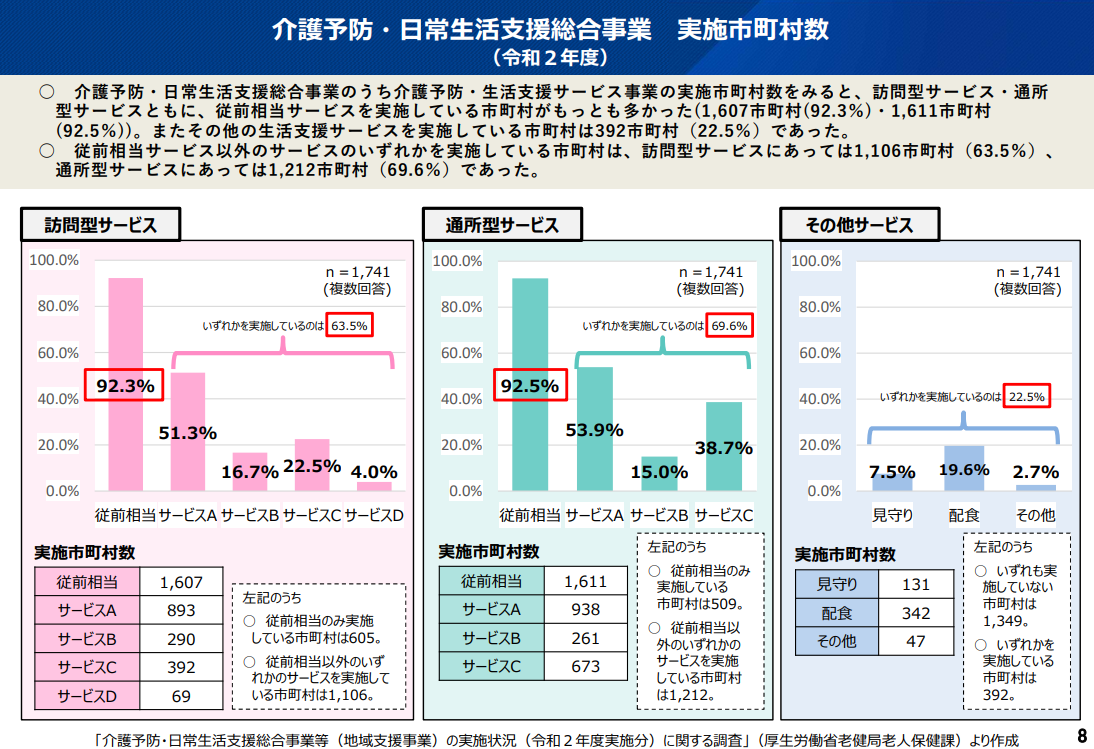 介護予防・日常生活支援総合事業　実施市町村数
（令和２年度）
○　介護予防・日常生活支援総合事業のうち介護予防・生活支援サービス事業の実施市町村数をみると、訪問型サービス・通所
型サービスともに、従前相当サービスを実施している市町村がもっとも多かった(1,607市町村(92.3%)・1,611市町村
(92.5%))。またその他の生活支援サービスを実施している市町村は392市町村（22.5%）であった。
○　従前相当サービス以外のサービスのいずれかを実施している市町村は、訪問型サービスにあっては1,106市町村（63.5%）、
通所型サービスにあっては1,212市町村（69.6%）であった。
訪問型サービス
100.0%
80.0%
60.0%
40.0%
20.0%
0.0%
n＝1,741
(複数回答)
いずれかを実施しているのは 63.5%
92.3%
51.3%
16.7%
22.5%
4.0%
従前相当 サービスA サービスB サービスC サービスD
実施市町村数
従前相当 1,607
サービスA 893
サービスB 290
サービスC 392
サービスD 69
左記のうち
○　従前相当のみ実施
している市町村は605。
○　従前相当以外のいず
れかのサービスを実施して
いる市町村は1,106。
通所型サービス
100.0%
80.0%
60.0%
40.0%
20.0%
0.0%
n＝1,741
(複数回答)
いずれかを実施しているのは 69.6%
92.5%
53.9%
15.0%
38.7%
従前相当 サービスA サービスB サービスC
実施市町村数
従前相当 1,611
サービスA 938
サービスB 261
サービスC 673
左記のうち
○　従前相当のみ
実施している
市町村は509。
○　従前相当以
外のいずれかの
サービスを実施
している市町村
は1,212。
その他サービス
100.0%
80.0%
60.0%
40.0%
20.0%
0.0%
n＝1,741
(複数回答)
いずれかを実施しているのは 22.5%
7.5%
19.6%
2.7%
見守り 配食 その他
実施市町村数
見守り 131
配食 342
その他 47
左記のうち
○　いずれも実
施していない
市町村は
1,349。
○　いずれかを
実施している
市町村は
392。
「介護予防・日常生活支援総合事業等（地域支援事業）の実施状況（令和２年度実施分）に関する調査」（厚生労働省老健局老人保健課）より作成
8